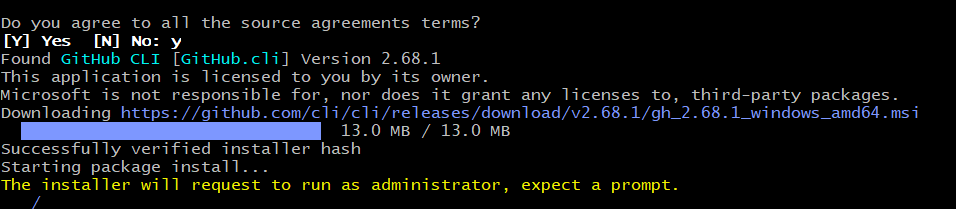 Do you agree to all the source agreements terms?
[Y] Yes  [N] No: y
Found GitHub CLI [GitHub.cli] Version 2.68.1
This application is licensed to you by its owner.
Microsoft is not responsible for, nor does it grant any licenses to, third-party packages.
Downloading https://github.com/cli/cli/releases/download/v2.68.1/gh_2.68.1_windows_amd64.msi
13.0 MB / 13.0 MB
Successfully verified installer hash
Starting package install...
The installer will request to run as administrator, expect a prompt.
/